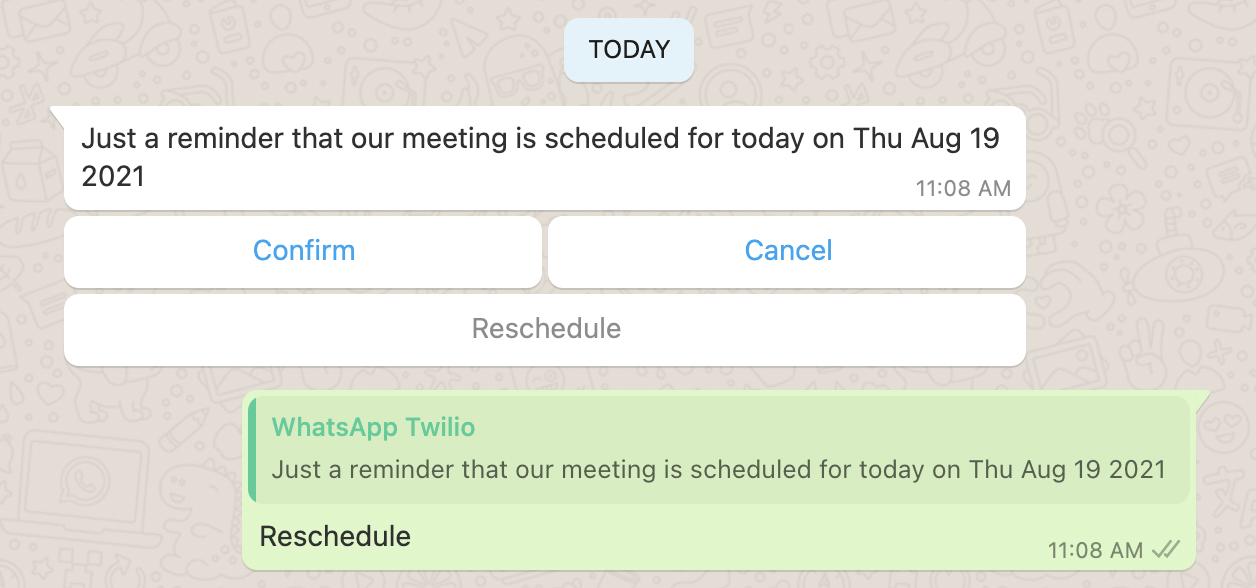 TODAY
Just a reminder that our meeting is scheduled for today on Thu Aug 19
2021
11:08 AM
Confirm
Cancel
Reschedule
WhatsApp Twilio
Just a reminder that our meeting is scheduled for today on Thu Aug 19 2021
Reschedule
11:08 AM